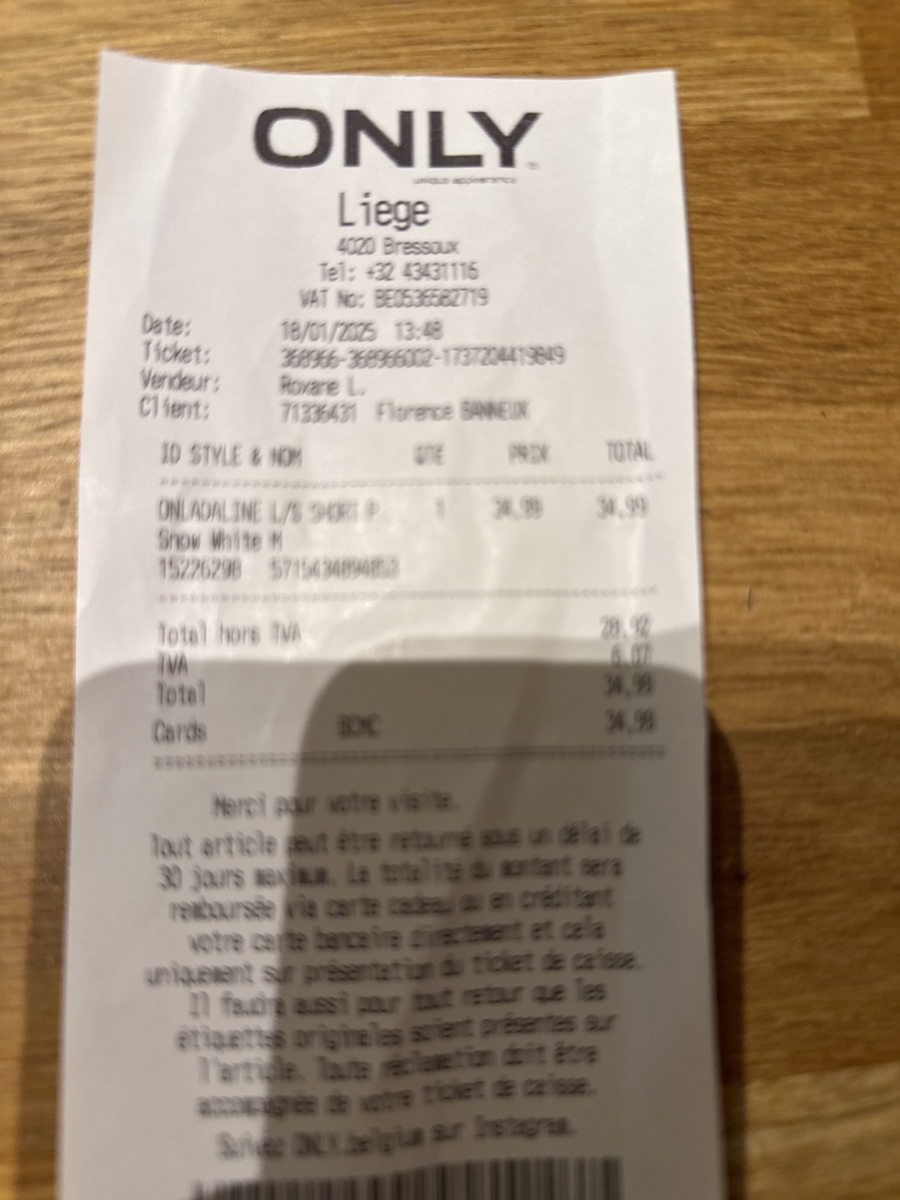 ONLY
unique appearance
Liege
4020 Bressoux
Tel: +32 43431116
VAT No: BE0536582719
Date: 18/01/2025 13:48
Ticket: 368966-368966002-1737204419849
Vendeur: Roxane L.
Client: 71336431 Florence BANNEUX
ID STYLE & NOM QTE PRIX TOTAL
ONLADALINE L/S SHORT P 1 34,99 34,99
Snow White M
15226298 5715434894853
Total hors TVA 28,92
TVA 6,07
Total 34,99
Cards BCMC 34,99
Merci pour votre visite.
Tout article peut être retourné sous un délai de
30 jours maximum. La totalité du montant sera
remboursée via carte cadeau ou en créditant
votre carte bancaire directement et cela
uniquement sur présentation du ticket de caisse.
Il faudra aussi pour tout retour que les
étiquettes originales soient présentes sur
l'article. Toute réclamation doit être
accompagnée de votre ticket de caisse.
Suivez ONLY.belgium sur Instagram.